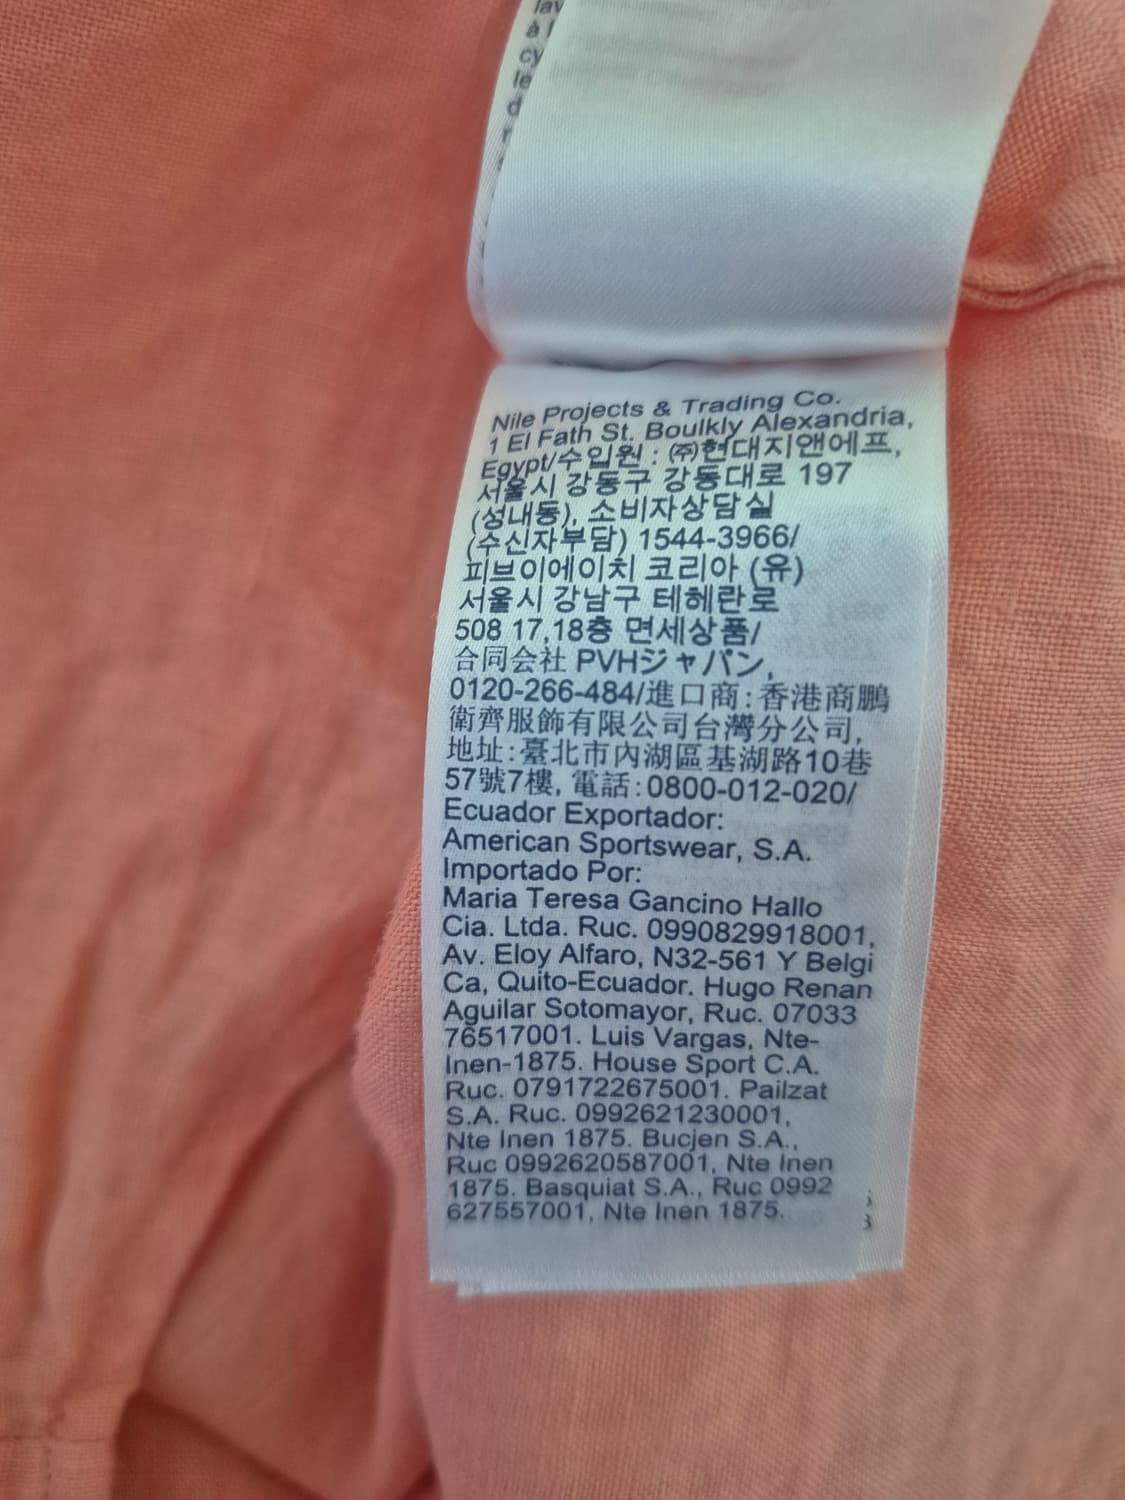 lav
à l
cy
le
Nile Projects & Trading Co.
1 El Fath St. Boulkly Alexandria,
Egypt/수입원 : ㈜현대지앤에프,
서울시 강동구 강동대로 197
(성내동), 소비자상담실
(수신자부담) 1544-3966/
피브이에이치 코리아 (유)
서울시 강남구 테헤란로
508 17,18층 면세상품/
合同会社 PVHジャパン,
0120-266-484/進口商:香港商鵬
衛齊服飾有限公司台灣分公司,
地址:臺北市內湖區基湖路10巷
57號7樓, 電話:0800-012-020/
Ecuador Exportador:
American Sportswear, S.A.
Importado Por:
Maria Teresa Gancino Hallo
Cia. Ltda. Ruc. 0990829918001,
Av. Eloy Alfaro, N32-561 Y Belgi
Ca, Quito-Ecuador. Hugo Renan
Aguilar Sotomayor, Ruc. 07033
76517001. Luis Vargas, Nte-
Inen-1875. House Sport C.A.
Ruc. 0791722675001. Pailzat
S.A. Ruc. 0992621230001,
Nte Inen 1875. Bucjen S.A.,
Ruc 0992620587001, Nte Inen
1875. Basquiat S.A., Ruc 0992
627557001, Nte Inen 1875.